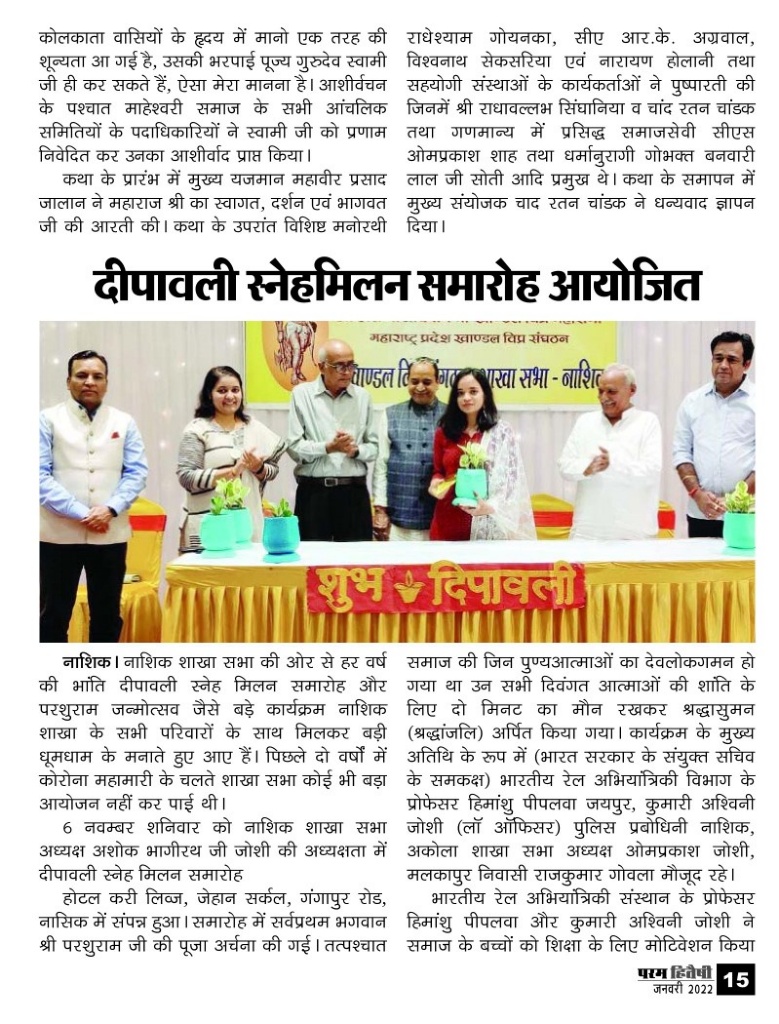 कोलकाता वासियों के हृदय में मानो एक तरह की
शून्यता आ गई है, उसकी भरपाई पूज्य गुरुदेव स्वामी
जी ही कर सकते हैं, ऐसा मेरा मानना है। आशीर्वचन
के पश्चात माहेश्वरी समाज के सभी आंचलिक
समितियों के पदाधिकारियों ने स्वामी जी को प्रणाम
निवेदित कर उनका आशीर्वाद प्राप्त किया।
कथा के प्रारंभ में मुख्य यजमान महावीर प्रसाद
जालान ने महाराज श्री का स्वागत, दर्शन एवं भागवत
जी की आरती की। कथा के उपरांत विशिष्ट मनोरथी
राधेश्याम गोयनका, सीए आर.के. अग्रवाल,
विश्वनाथ सेकसरिया एवं नारायण होलानी तथा
सहयोगी संस्थाओं के कार्यकर्ताओं ने पुष्पारती की
जिनमें श्री राधावल्लभ सिंघानिया व चांद रतन चांडक
तथा गणमान्य में प्रसिद्ध समाजसेवी सीएस
ओमप्रकाश शाह तथा धर्मानुरागी गोभक्त बनवारी
लाल जी सोती आदि प्रमुख थे। कथा के समापन में
मुख्य संयोजक चाद रतन चांडक ने धन्यवाद ज्ञापन
दिया।
दीपावली स्नेहमिलन समारोह आयोजित
महाराष्ट्र प्रदेश खाण्डल विप्र संघठन
शाखा सभा - नाशिक
शुभ दिपावली
नाशिक। नाशिक शाखा सभा की ओर से हर वर्ष
की भांति दीपावली स्नेह मिलन समारोह और
परशुराम जन्मोत्सव जैसे बड़े कार्यक्रम नाशिक
शाखा के सभी परिवारों के साथ मिलकर बड़ी
धूमधाम के मनाते हुए आए हैं। पिछले दो वर्षों में
कोरोना महामारी के चलते शाखा सभा कोई भी बड़ा
आयोजन नहीं कर पाई थी।
6 नवम्बर शनिवार को नाशिक शाखा सभा
अध्यक्ष अशोक भागीरथ जी जोशी की अध्यक्षता में
दीपावली स्नेह मिलन समारोह
होटल करी लिव्ज, जेहान सर्कल, गंगापुर रोड,
नासिक में संपन्न हुआ। समारोह में सर्वप्रथम भगवान
श्री परशुराम जी की पूजा अर्चना की गई। तत्पश्चात
समाज की जिन पुण्यआत्माओं का देवलोकगमन हो
गया था उन सभी दिवंगत आत्माओं की शांति के
लिए दो मिनट का मौन रखकर श्रद्धासुमन
(श्रद्धांजलि) अर्पित किया गया। कार्यक्रम के मुख्य
अतिथि के रूप में (भारत सरकार के संयुक्त सचिव
के समकक्ष) भारतीय रेल अभियांत्रिकी विभाग के
प्रोफेसर हिमांशु पीपलवा जयपुर, कुमारी अश्विनी
जोशी (लॉ ऑफिसर) पुलिस प्रबोधिनी नाशिक,
अकोला शाखा सभा अध्यक्ष ओमप्रकाश जोशी,
मलकापुर निवासी राजकुमार गोवला मौजूद रहे।
भारतीय रेल अभियांत्रिकी संस्थान के प्रोफेसर
हिमांशु पीपलवा और कुमारी अश्विनी जोशी ने
समाज के बच्चों को शिक्षा के लिए मोटिवेशन किया
परम हितैषी
जनवरी 2022 15